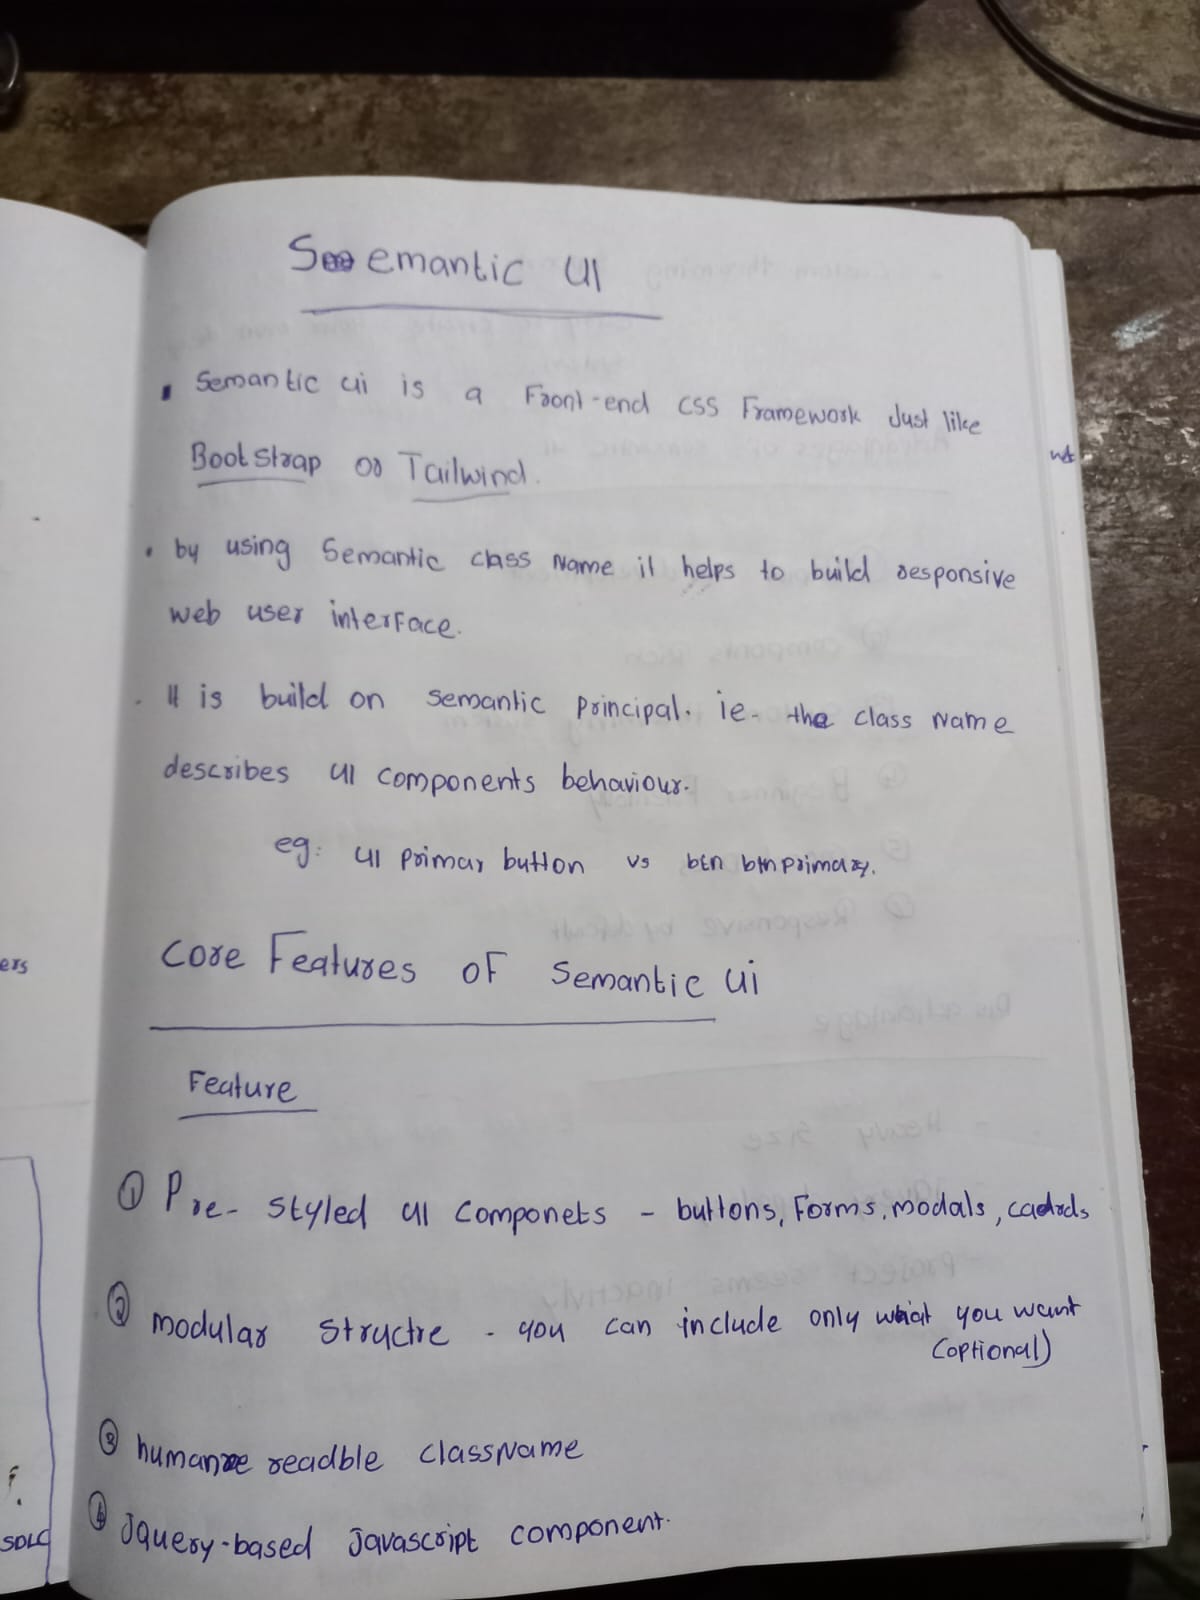 Semantic UI
Semantic ui is a Front-end CSS Framework Just like
BootStrap or Tailwind.
by using Semantic class Name it helps to build responsive
web user interface.
It is build on semantic principal. ie- the class Name
describes UI components behaviour.
eg: UI primary button vs btn btnprimary.
Core Features of Semantic ui
Feature
① Pre-Styled UI Componets - buttons, Forms, modals, cards
② modular Structre - you can include only what you want
(optional)
③ human readble classname
④ Jquery-based Javascript component.
ers
SDLC